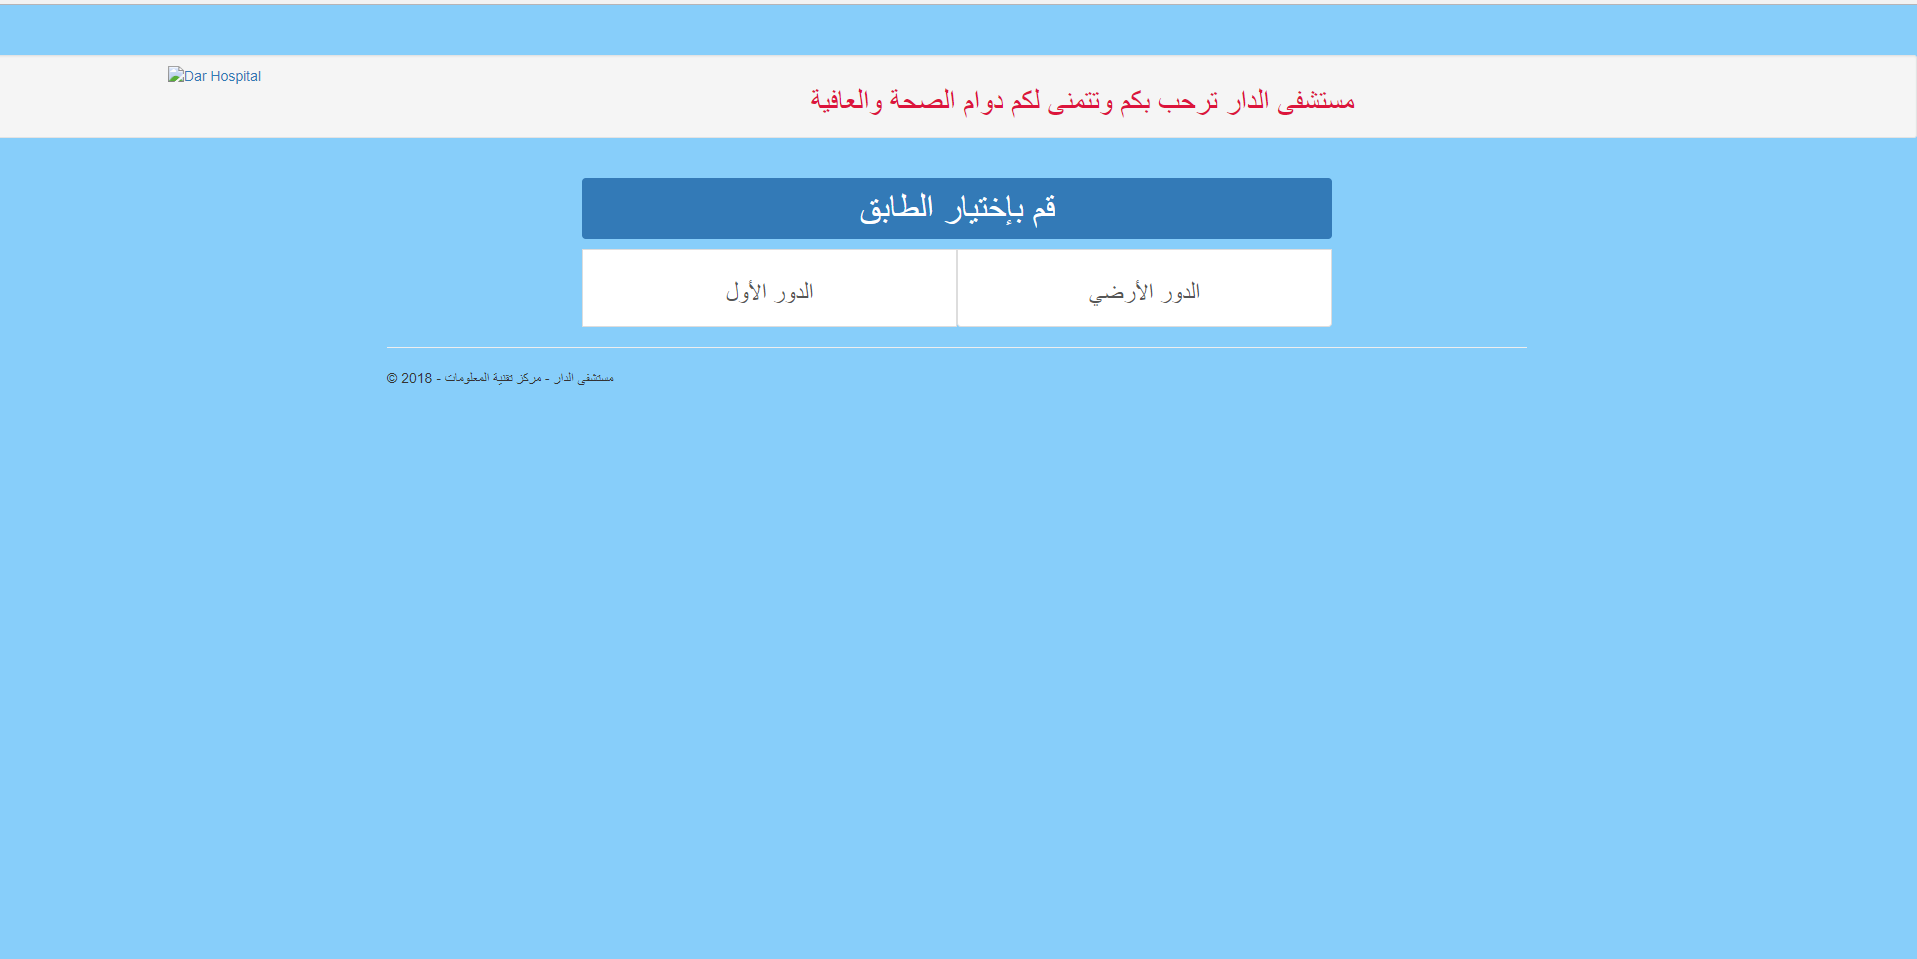 Dar Hospital
مستشفى الدار ترحب بكم وتتمنى لكم دوام الصحة والعافية
قم بإختيار الطابق
الدور الأرضي
الدور الأول
© 2018 - مستشفى الدار - مركز تقنية المعلومات